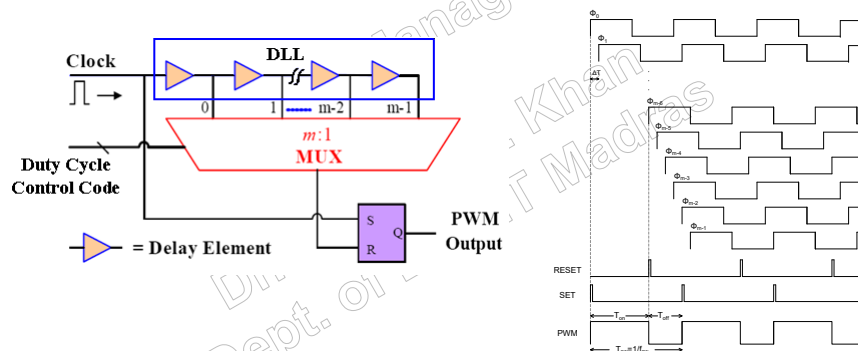 DLL
Clock
0
1
m-2
m-1
m:1
MUX
Duty Cycle
Control Code
S
R
Q
PWM
Output
= Delay Element
Φ0
Φ1
ΔT
Φm-6
Φm-5
Φm-4
Φm-3
Φm-2
Φm-1
RESET
SET
Ton
Toff
PWM
Khan
T Madras
Dept. of